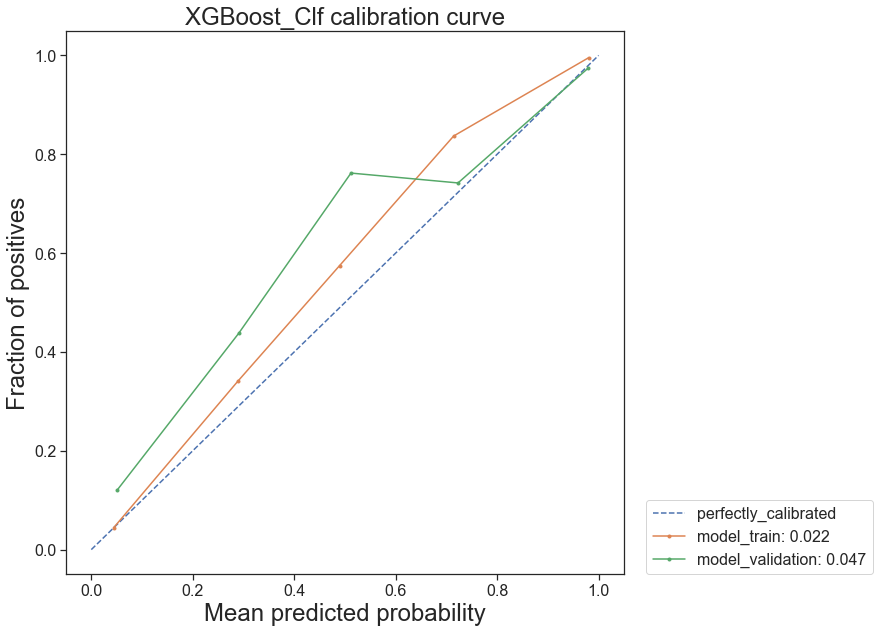 XGBoost_Clf calibration curve
Fraction of positives
1.0
0.8
0.6
0.4
0.2
0.0
0.0 0.2 0.4 0.6 0.8 1.0
Mean predicted probability
perfectly_calibrated
model_train: 0.022
model_validation: 0.047